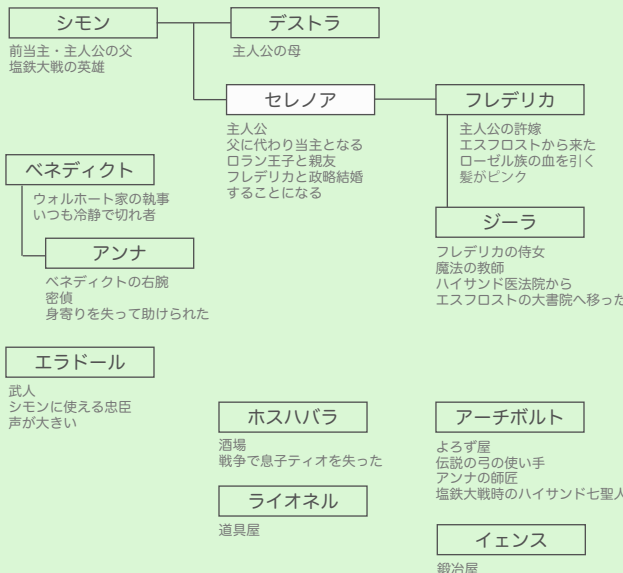 シモン
前当主・主人公の父
塩鉄大戦の英雄
デストラ
主人公の母
セレノア
主人公
父に代わり当主となる
ロラン王子と親友
フレデリカと政略結婚
することになる
フレデリカ
主人公の許嫁
エスフロストから来た
ローゼル族の血を引く
髪がピンク
ベネディクト
ウォルホート家の執事
いつも冷静で切れ者
アンナ
ベネディクトの右腕
密偵
身寄りを失って助けられた
ジーラ
フレデリカの侍女
魔法の教師
ハイサンド医法院から
エスフロストの大書院へ移った
エラドール
武人
シモンに使える忠臣
声が大きい
ホスハバラ
酒場
戦争で息子ティオを失った
アーチボルト
よろず屋
伝説の弓の使い手
アンナの師匠
塩鉄大戦時のハイサンド七聖人
ライオネル
道具屋
イェンス
鍛冶屋